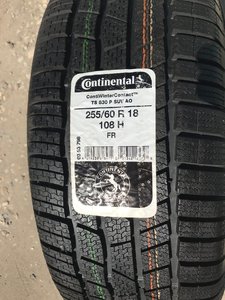 Continental
ContiWinterContact™
TS 830 P SUV AO
255/60 R 18
108 H
FR